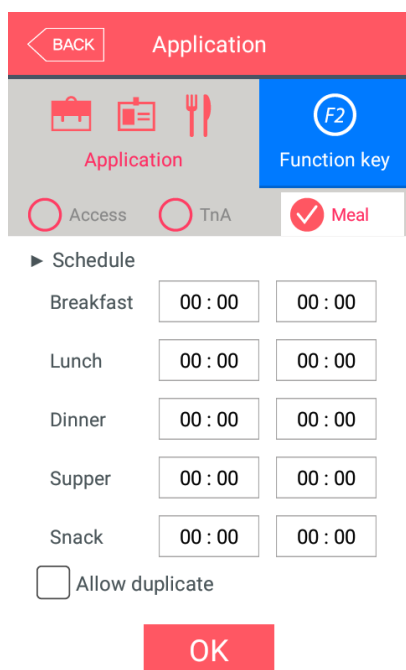 BACK Application
F2
Application Function key
Access TnA Meal
► Schedule
Breakfast 00 : 00 00 : 00
Lunch 00 : 00 00 : 00
Dinner 00 : 00 00 : 00
Supper 00 : 00 00 : 00
Snack 00 : 00 00 : 00
Allow duplicate
OK